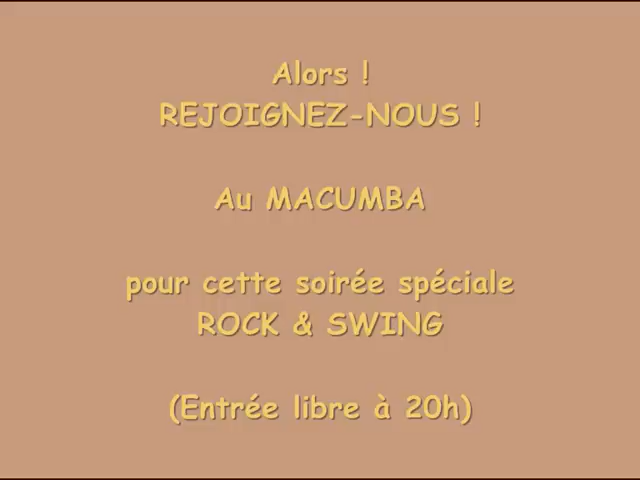 Alors !
REJOIGNEZ-NOUS !
Au MACUMBA
pour cette soirée spéciale
ROCK & SWING
(Entrée libre à 20h)